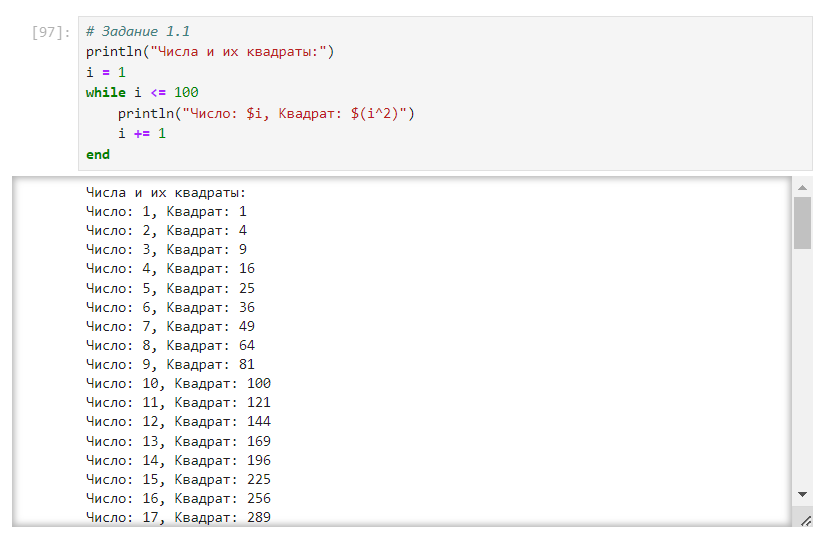 [97]: # Задание 1.1
println("Числа и их квадраты:")
i = 1
while i <= 100
    println("Число: $i, Квадрат: $(i^2)")
    i += 1
end
Числа и их квадраты:
Число: 1, Квадрат: 1
Число: 2, Квадрат: 4
Число: 3, Квадрат: 9
Число: 4, Квадрат: 16
Число: 5, Квадрат: 25
Число: 6, Квадрат: 36
Число: 7, Квадрат: 49
Число: 8, Квадрат: 64
Число: 9, Квадрат: 81
Число: 10, Квадрат: 100
Число: 11, Квадрат: 121
Число: 12, Квадрат: 144
Число: 13, Квадрат: 169
Число: 14, Квадрат: 196
Число: 15, Квадрат: 225
Число: 16, Квадрат: 256
Число: 17, Квадрат: 289